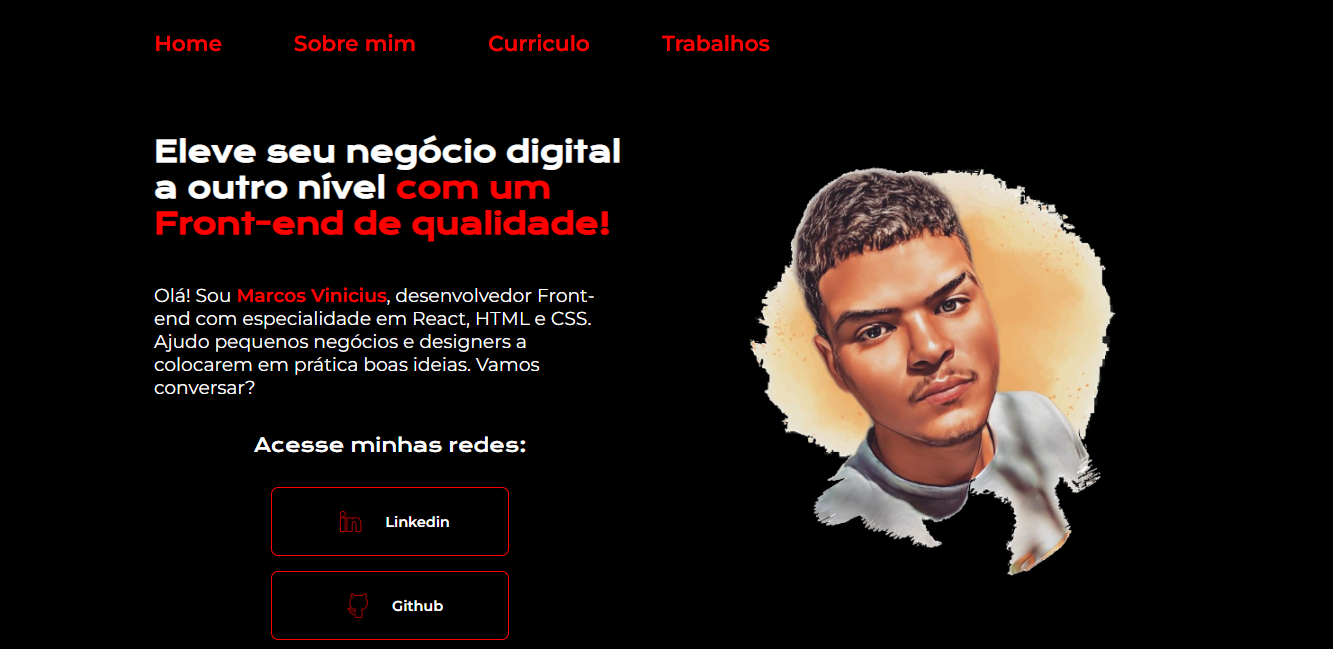 Home Sobre mim Curriculo Trabalhos
Eleve seu negócio digital
a outro nível com um
Front-end de qualidade!
Olá! Sou Marcos Vinicius, desenvolvedor Front-
end com especialidade em React, HTML e CSS.
Ajudo pequenos negócios e designers a
colocarem em prática boas ideias. Vamos
conversar?
Acesse minhas redes:
in Linkedin
Github